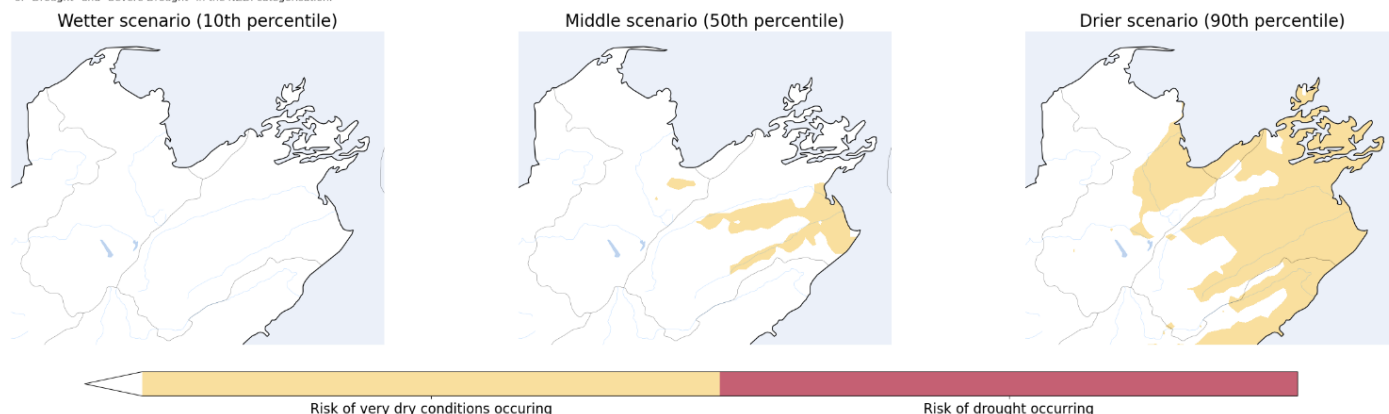 Wetter scenario (10th percentile)
Middle scenario (50th percentile)
Drier scenario (90th percentile)
Risk of very dry conditions occuring
Risk of drought occurring